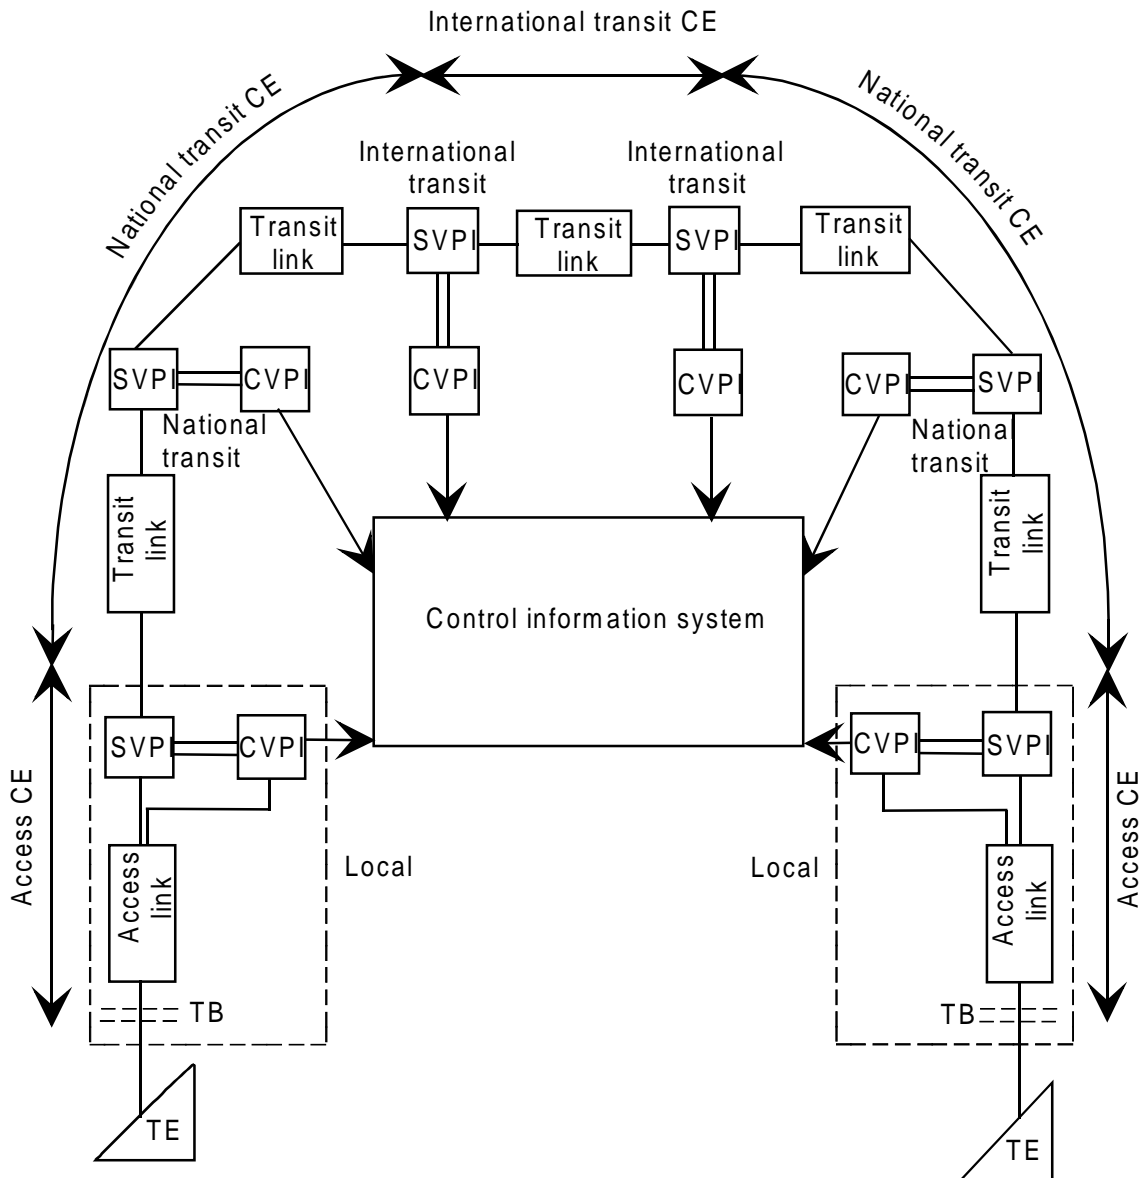 International transit CE
National transit CE
National transit CE
International
transit
International
transit
Transit
link
SVPI
Transit
link
SVPI
Transit
link
SVPI
CVPI
CVPI
CVPI
CVPI
SVPI
National
transit
National
transit
Transit
link
Transit
link
Control information system
SVPI
CVPI
CVPI
SVPI
Access CE
Access CE
Access
link
Local
Local
Access
link
TB
TB
TE
TE